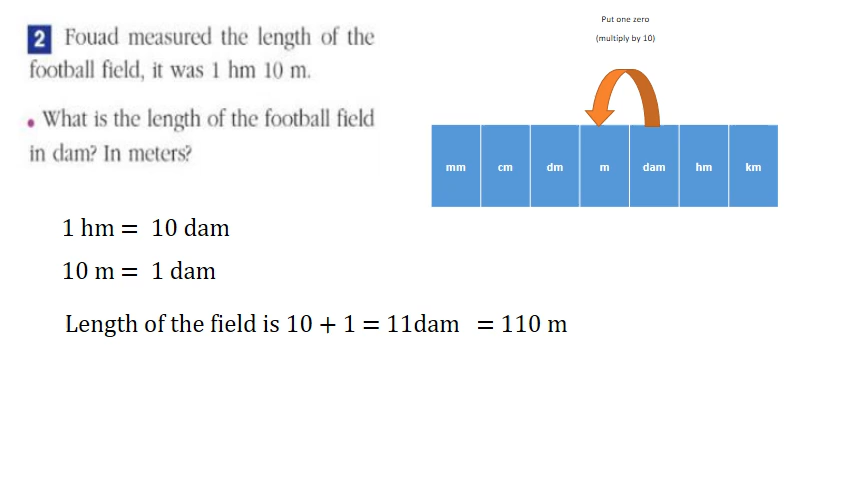 2 Fouad measured the length of the
football field, it was 1 hm 10 m.
• What is the length of the football field
in dam? In meters?
Put one zero
(multiply by 10)
mm cm dm m dam hm km
1 hm = 10 dam
10 m = 1 dam
Length of the field is 10 + 1 = 11dam = 110 m